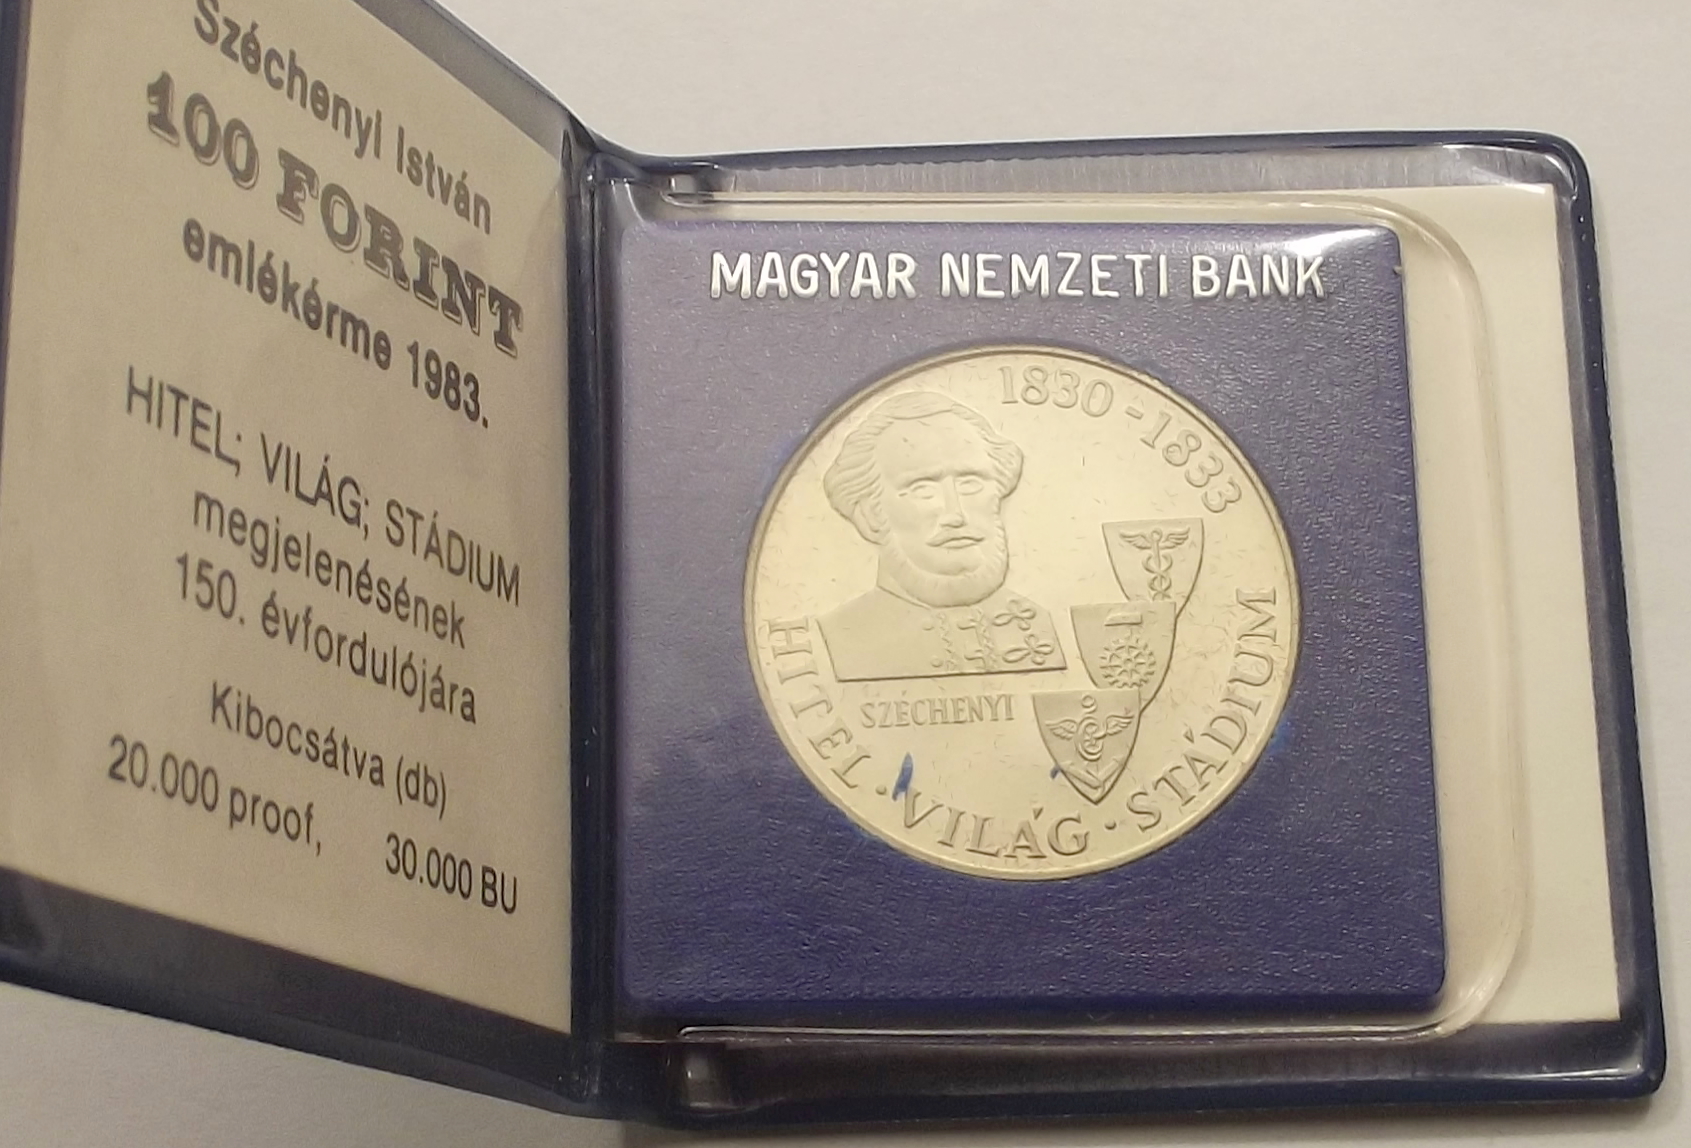 Széchenyi István
100 FORINT
emlékérme 1983.
HITEL; VILÁG; STÁDIUM
megjelenésének
150. évfordulójára
Kibocsátva (db)
20.000 proof, 30.000 BU
MAGYAR NEMZETI BANK
1830-1833
SZÉCHENYI
HITEL · VILÁG · STÁDIUM